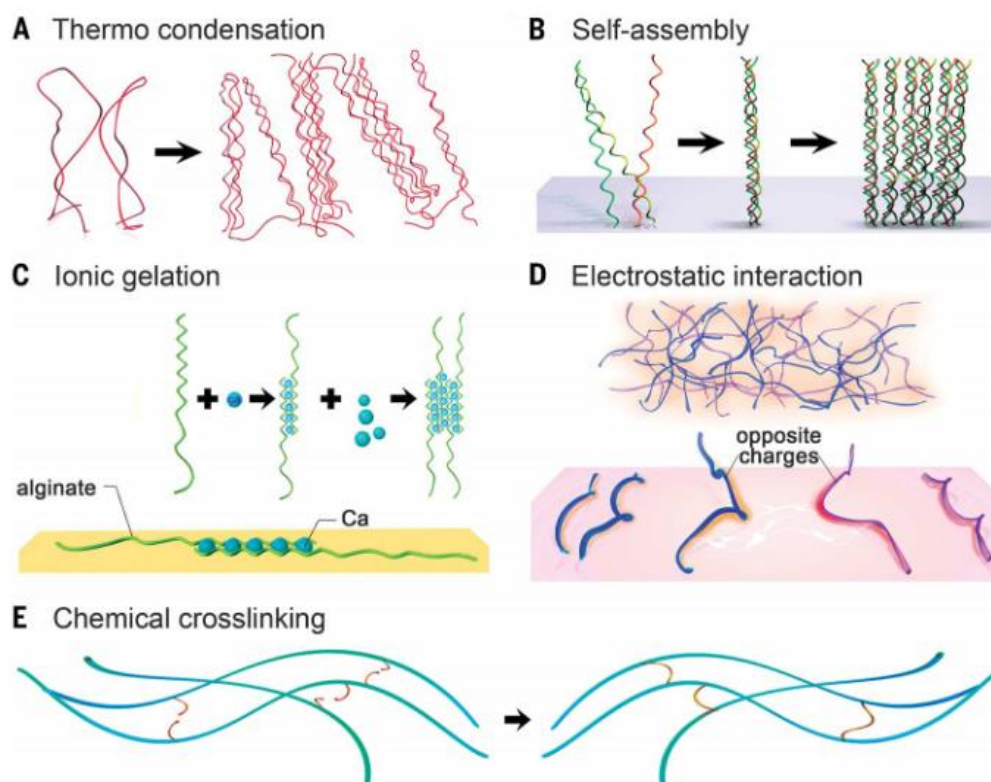 A Thermo condensation
B Self-assembly
C Ionic gelation
alginate
Ca
D Electrostatic interaction
opposite
charges
E Chemical crosslinking